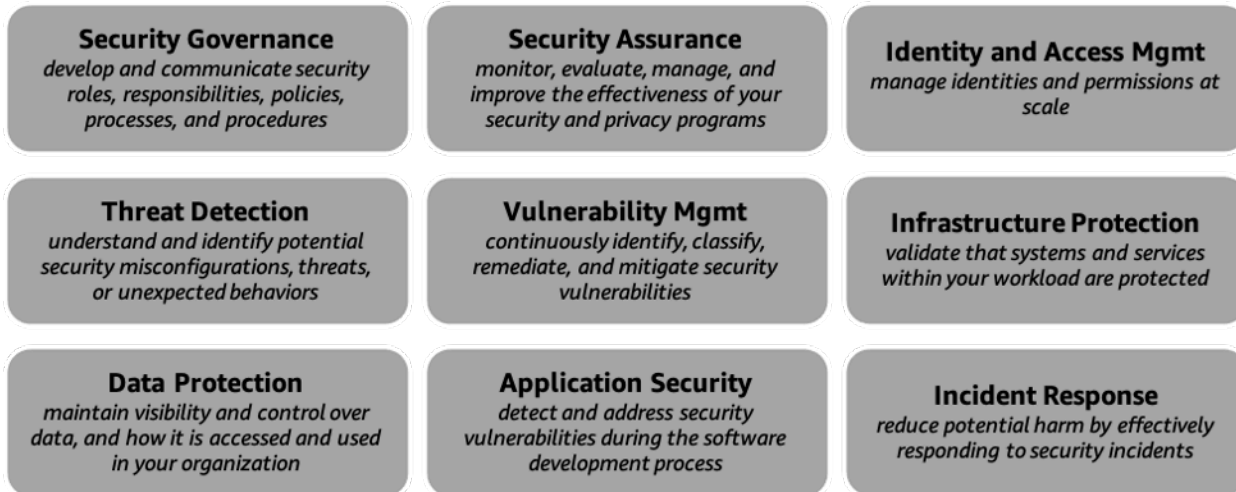 Security Governance
develop and communicate security
roles, responsibilities, policies,
processes, and procedures
Security Assurance
monitor, evaluate, manage, and
improve the effectiveness of your
security and privacy programs
Identity and Access Mgmt
manage identities and permissions at
scale
Threat Detection
understand and identify potential
security misconfigurations, threats,
or unexpected behaviors
Vulnerability Mgmt
continuously identify, classify,
remediate, and mitigate security
vulnerabilities
Infrastructure Protection
validate that systems and services
within your workload are protected
Data Protection
maintain visibility and control over
data, and how it is accessed and used
in your organization
Application Security
detect and address security
vulnerabilities during the software
development process
Incident Response
reduce potential harm by effectively
responding to security incidents